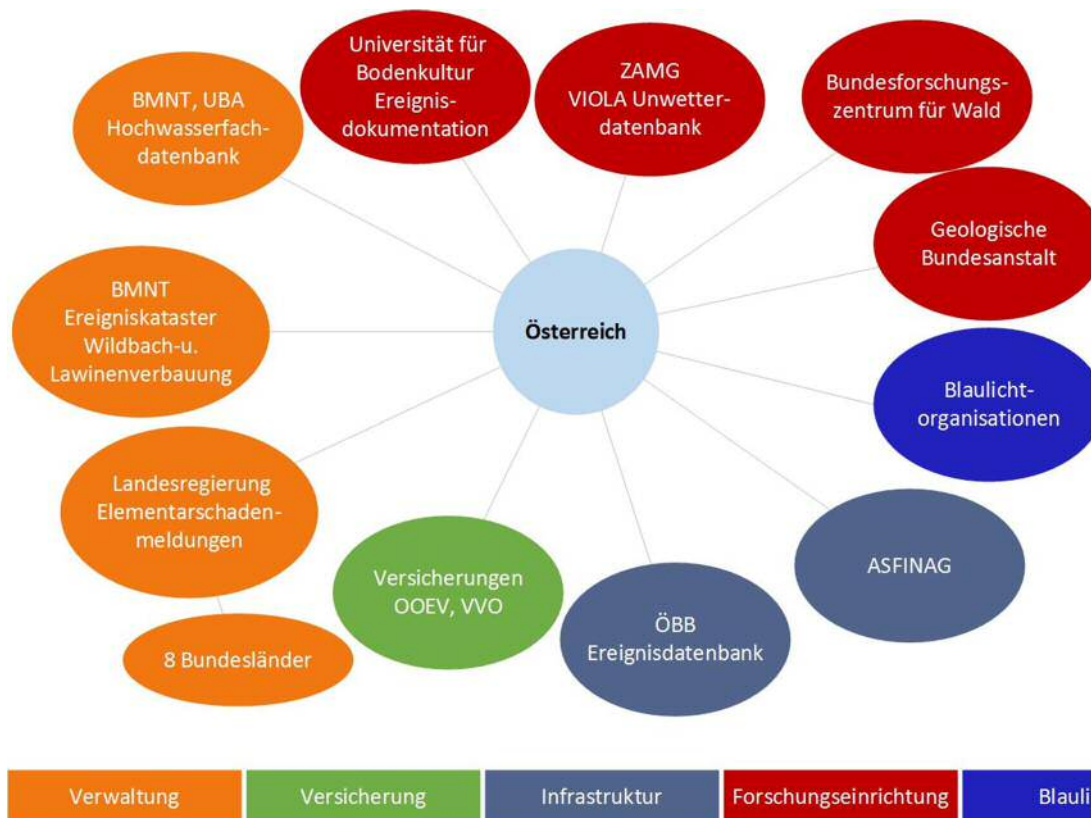 Universität für
Bodenkultur
Ereignis-
dokumentation
ZAMG
VIOLA Unwetter-
datenbank
Bundesforschungs-
zentrum für Wald
BMNT, UBA
Hochwasserfach-
datenbank
Geologische
Bundesanstalt
BMNT
Ereigniskataster
Wildbach-u.
Lawinenverbauung
Österreich
Blaulicht-
organisationen
Landesregierung
Elementarschaden-
meldungen
Versicherungen
OOEV, VVO
ÖBB
Ereignisdatenbank
ASFINAG
8 Bundesländer
Verwaltung
Versicherung
Infrastruktur
Forschungseinrichtung